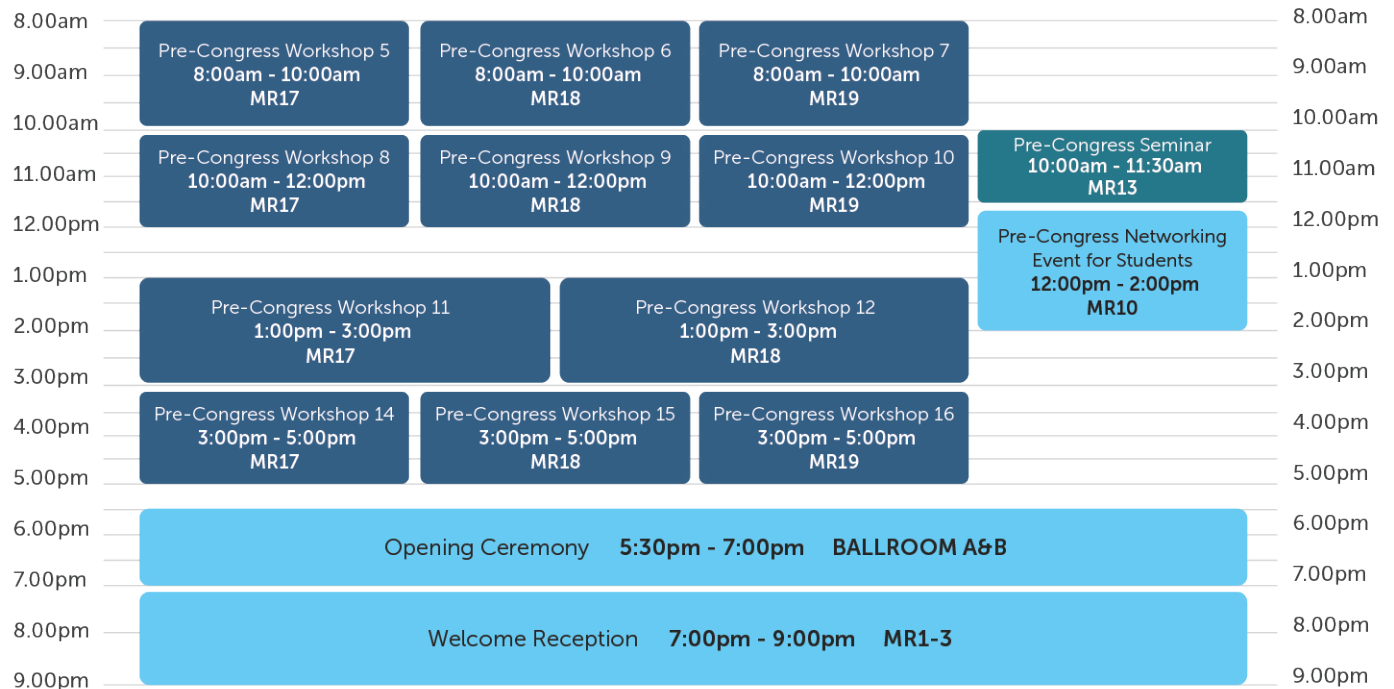 8.00am
8.00am
Pre-Congress Workshop 5
8:00am - 10:00am
MR17
Pre-Congress Workshop 6
8:00am - 10:00am
MR18
Pre-Congress Workshop 7
8:00am - 10:00am
MR19
9.00am
9.00am
10.00am
10.00am
Pre-Congress Workshop 8
10:00am - 12:00pm
MR17
Pre-Congress Workshop 9
10:00am - 12:00pm
MR18
Pre-Congress Workshop 10
10:00am - 12:00pm
MR19
Pre-Congress Seminar
10:00am - 11:30am
MR13
11.00am
11.00am
12.00pm
12.00pm
Pre-Congress Networking
Event for Students
12:00pm - 2:00pm
MR10
1.00pm
1.00pm
Pre-Congress Workshop 11
1:00pm - 3:00pm
MR17
Pre-Congress Workshop 12
1:00pm - 3:00pm
MR18
2.00pm
2.00pm
3.00pm
3.00pm
Pre-Congress Workshop 14
3:00pm - 5:00pm
MR17
Pre-Congress Workshop 15
3:00pm - 5:00pm
MR18
Pre-Congress Workshop 16
3:00pm - 5:00pm
MR19
4.00pm
4.00pm
5.00pm
5.00pm
6.00pm
6.00pm
Opening Ceremony 5:30pm - 7:00pm BALLROOM A&B
7.00pm
7.00pm
8.00pm
8.00pm
Welcome Reception 7:00pm - 9:00pm MR1-3
9.00pm
9.00pm